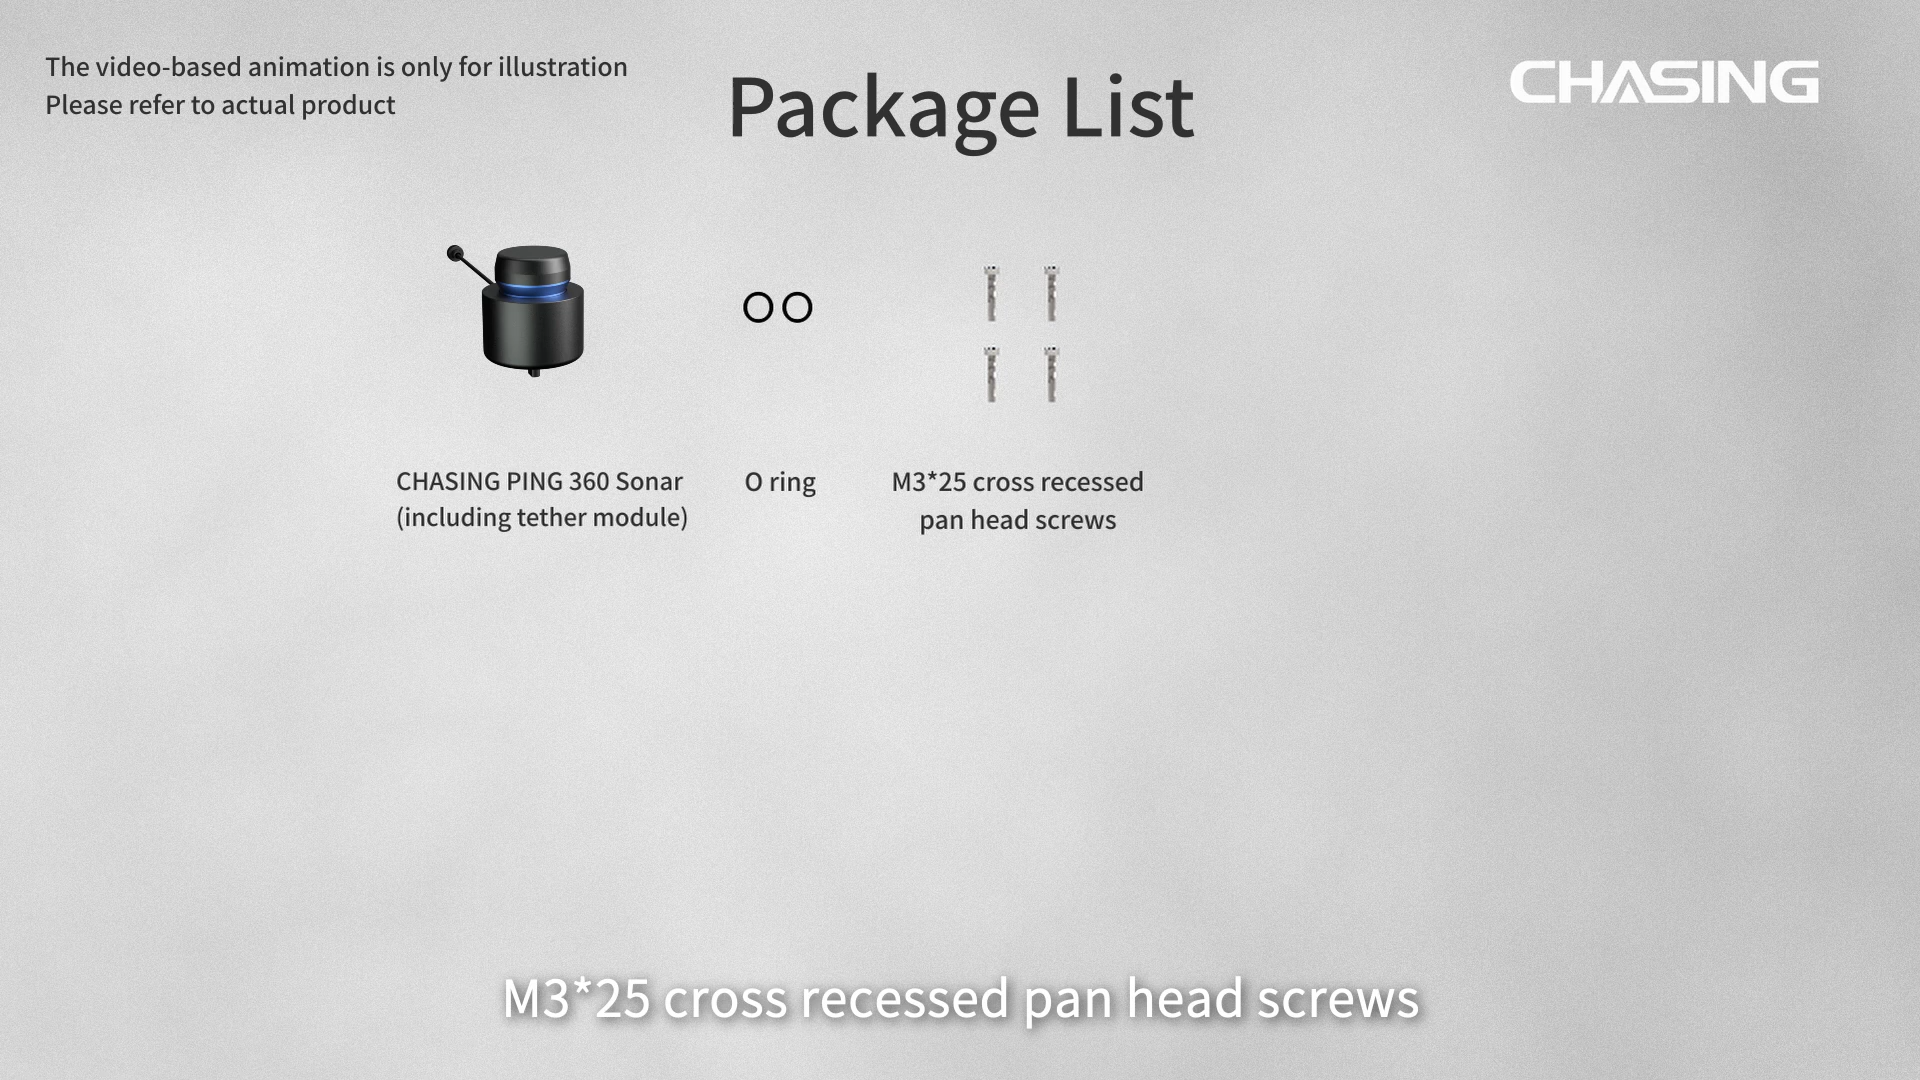 The video-based animation is only for illustration
Please refer to actual product
Package List
CHASING
CHASING PING 360 Sonar
(including tether module)
O ring
M3*25 cross recessed
pan head screws
M3*25 cross recessed pan head screws